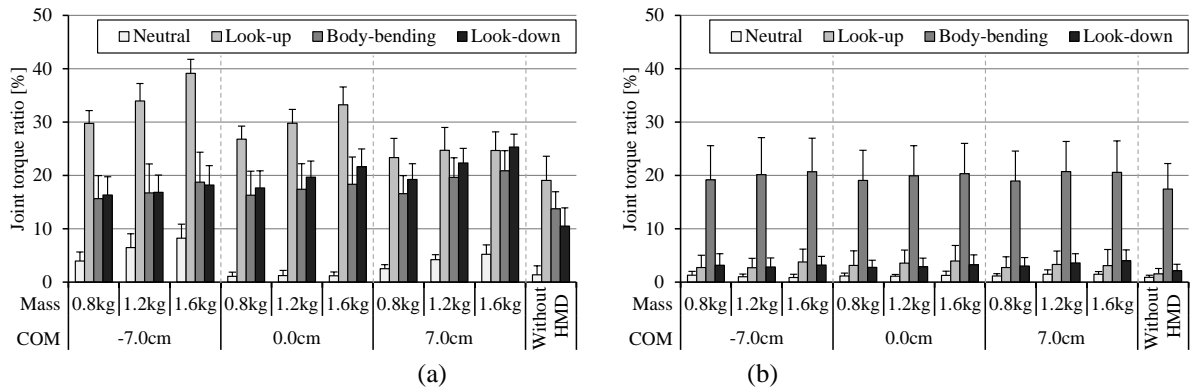 50
40
30
20
10
0
Joint torque ratio [%]
Neutral Look-up Body-bending Look-down
Mass 0.8kg 1.2kg 1.6kg 0.8kg 1.2kg 1.6kg 0.8kg 1.2kg 1.6kg
COM -7.0cm 0.0cm 7.0cm
Without
HMD
(a)
50
40
30
20
10
0
Joint torque ratio [%]
Neutral Look-up Body-bending Look-down
Mass 0.8kg 1.2kg 1.6kg 0.8kg 1.2kg 1.6kg 0.8kg 1.2kg 1.6kg
COM -7.0cm 0.0cm 7.0cm
Without
HMD
(b)